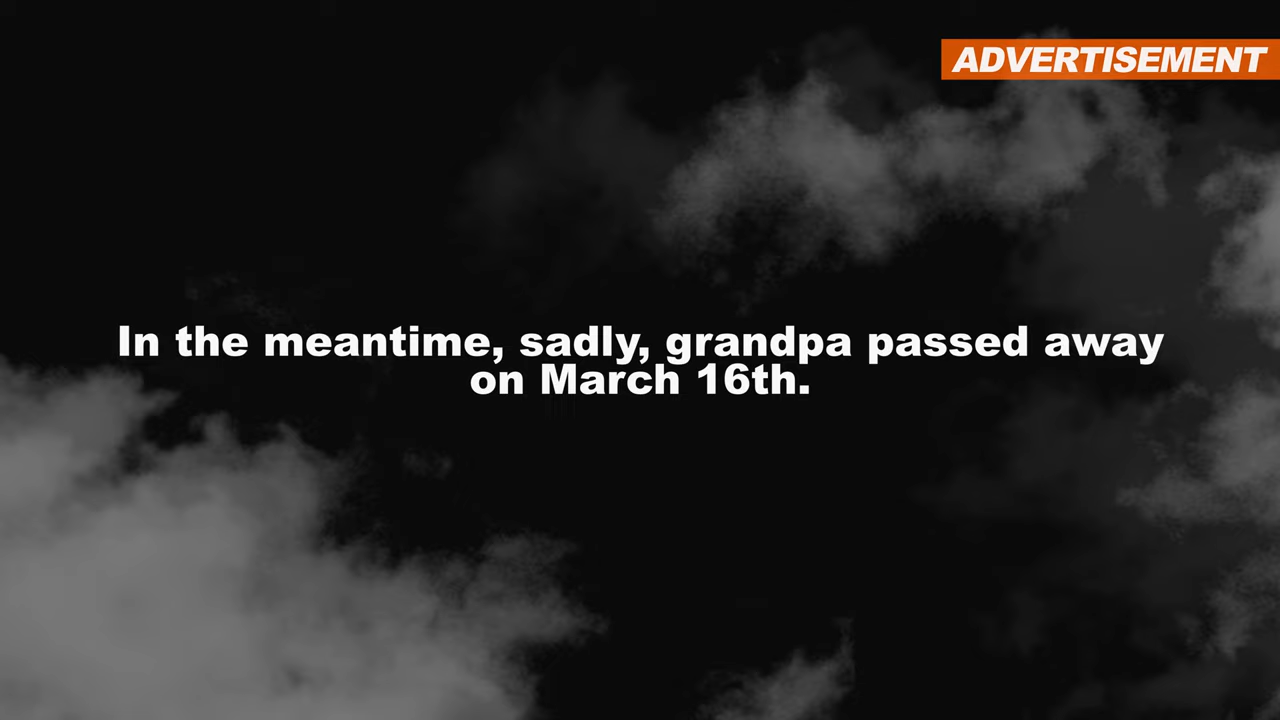 ADVERTISEMENT
In the meantime, sadly, grandpa passed away
on March 16th.